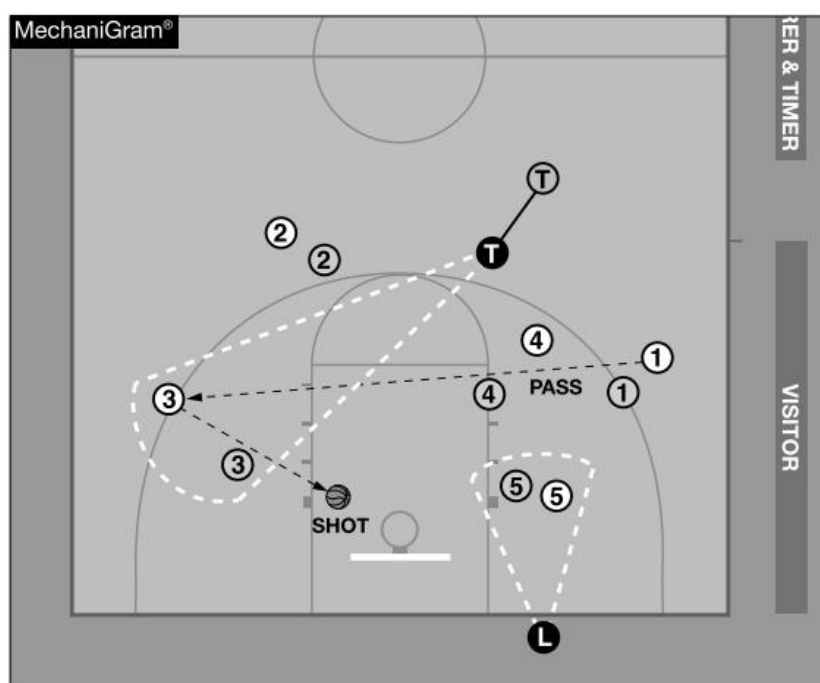 MechaniGram®
RER & TIMER
T
2
T
2
4
1
3
PASS
4
1
VISITOR
3
5
5
SHOT
L